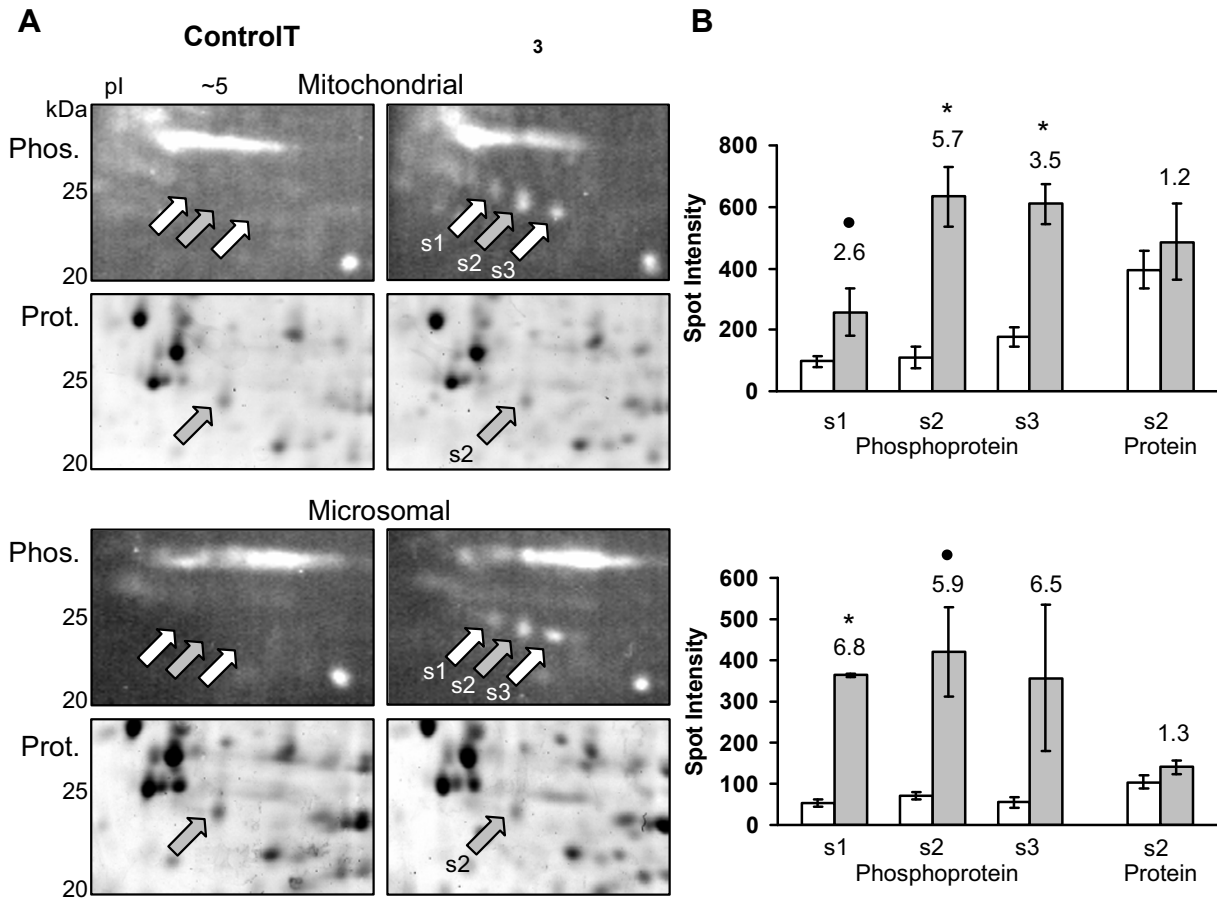 A
ControlT
3
pI
~5
Mitochondrial
kDa
Phos.
25
20
s1
s2
s3
Prot.
25
20
s2
Microsomal
Phos.
25
20
s1
s2
s3
Prot.
25
20
s2
B
Spot Intensity
800
600
400
200
0
●
2.6
*
5.7
*
3.5
1.2
s1 s2 s3 s2
Phosphoprotein Protein
Spot Intensity
600
500
400
300
200
100
0
*
6.8
●
5.9
6.5
1.3
s1 s2 s3 s2
Phosphoprotein Protein